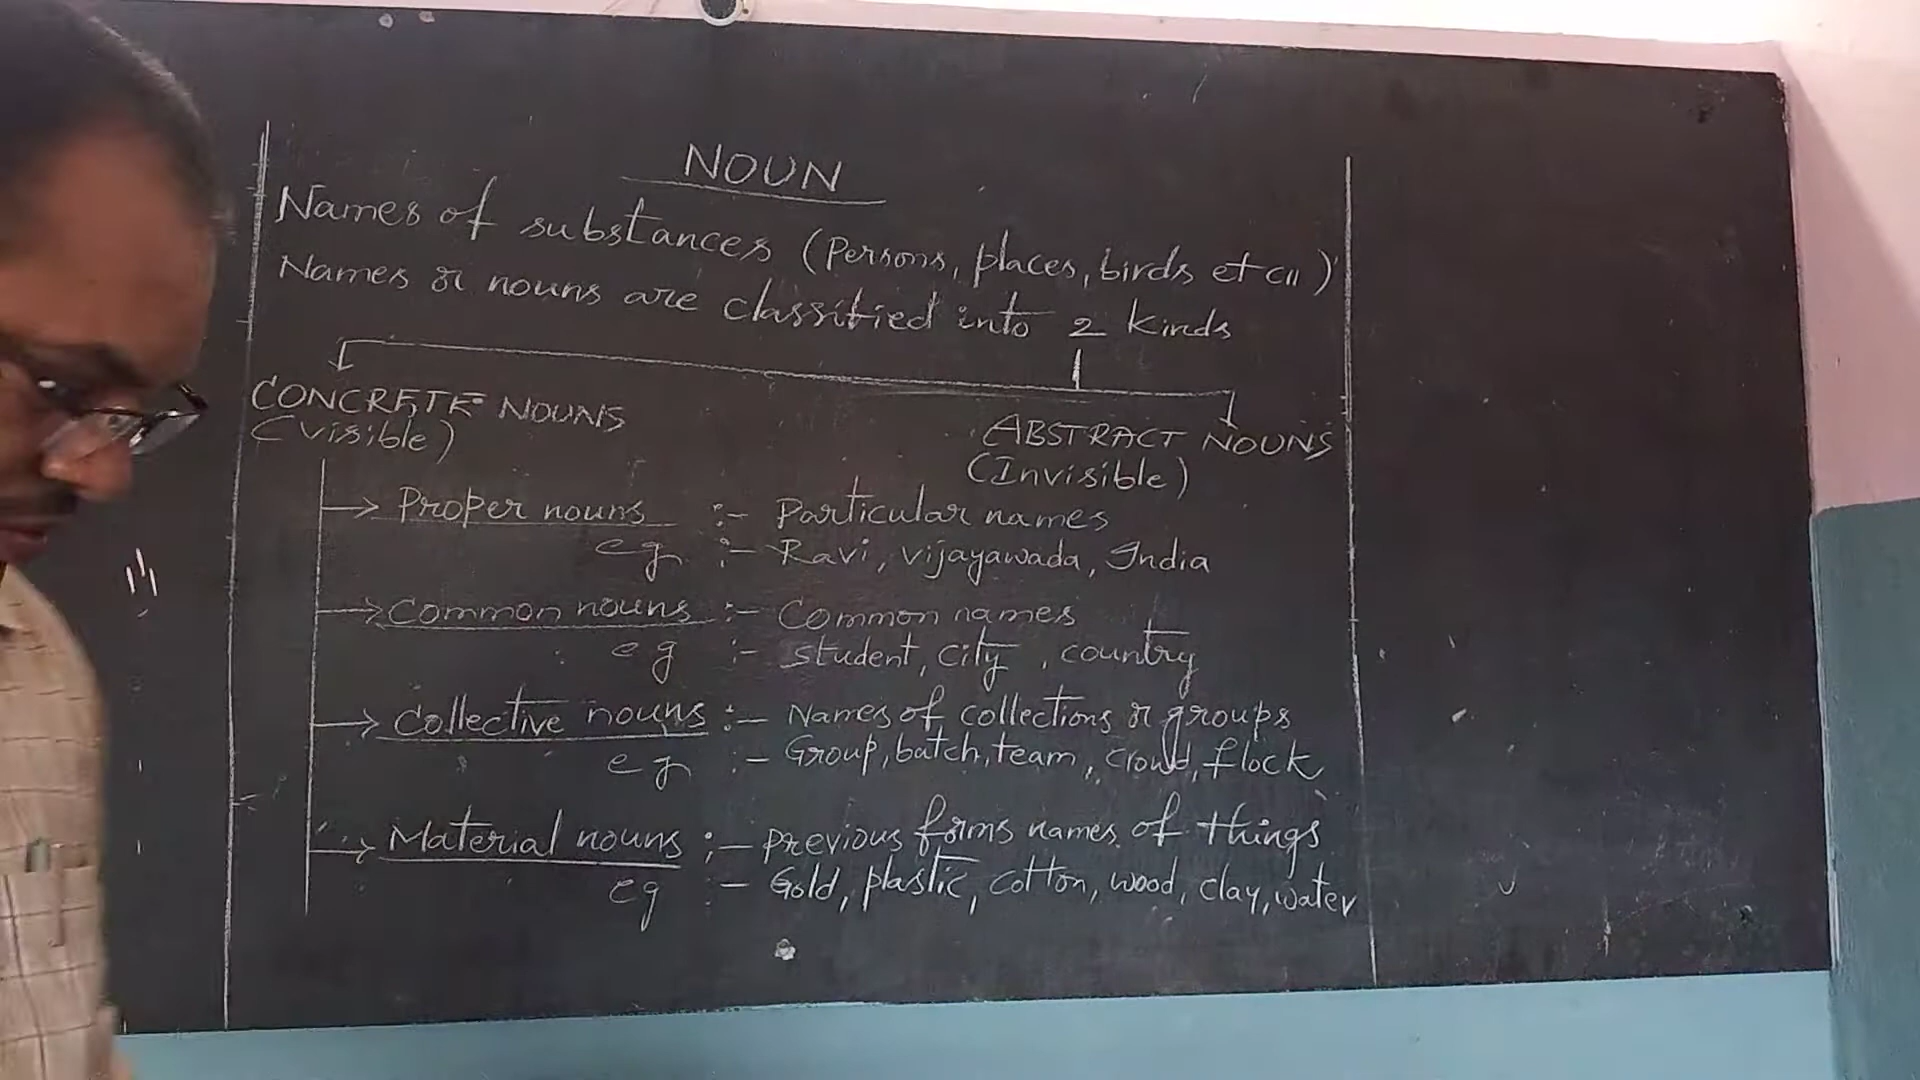 NOUN
Names of substances (Persons, places, birds etc॥)
Names or nouns are classified into 2 kinds
CONCRETE NOUNS
(Visible)
ABSTRACT NOUNS
(Invisible)
→ Proper nouns :- Particular names
eg :- Ravi, vijayawada, India
→ Common nouns :- Common names
eg :- student, city, country
→ Collective nouns :- Names of collections or groups
eg :- Group, batch, team, crowd, flock
→ Material nouns :- previous forms names of things
eg :- Gold, plastic, cotton, wood, clay, water